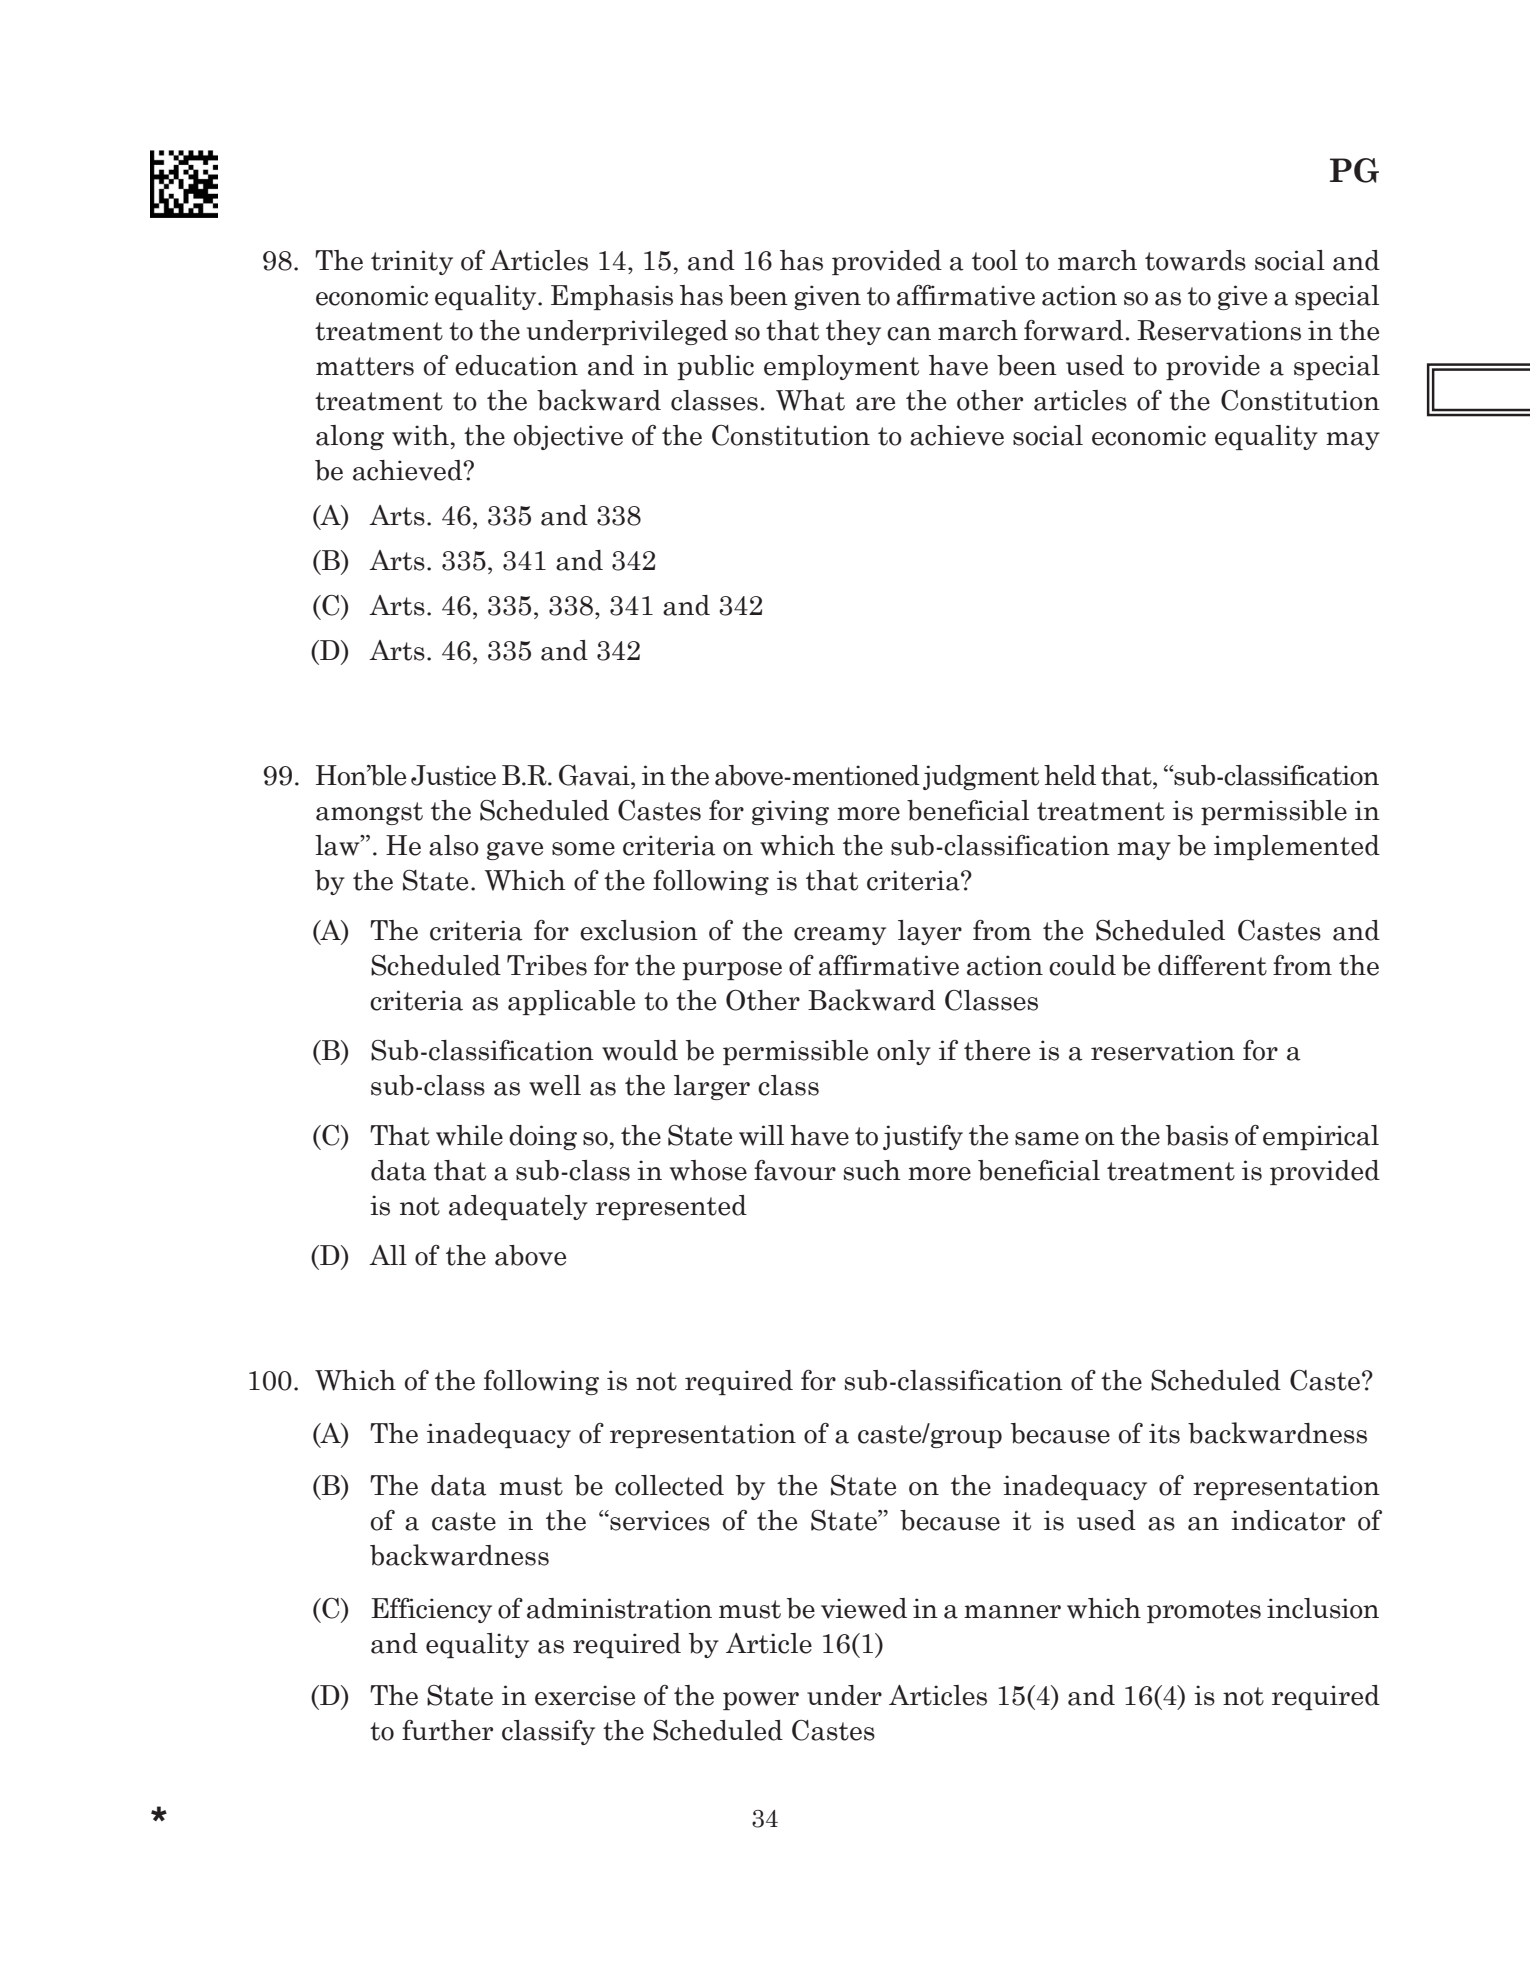 PG
98. The trinity of Articles 14, 15, and 16 has provided a tool to march towards social and
economic equality. Emphasis has been given to affirmative action so as to give a special
treatment to the underprivileged so that they can march forward. Reservations in the
matters of education and in public employment have been used to provide a special
treatment to the backward classes. What are the other articles of the Constitution
along with, the objective of the Constitution to achieve social economic equality may
be achieved?
(A) Arts. 46, 335 and 338
(B) Arts. 335, 341 and 342
(C) Arts. 46, 335, 338, 341 and 342
(D) Arts. 46, 335 and 342
99. Hon’ble Justice B.R. Gavai, in the above-mentioned judgment held that, “sub-classification
amongst the Scheduled Castes for giving more beneficial treatment is permissible in
law”. He also gave some criteria on which the sub-classification may be implemented
by the State. Which of the following is that criteria?
(A) The criteria for exclusion of the creamy layer from the Scheduled Castes and
Scheduled Tribes for the purpose of affirmative action could be different from the
criteria as applicable to the Other Backward Classes
(B) Sub-classification would be permissible only if there is a reservation for a
sub-class as well as the larger class
(C) That while doing so, the State will have to justify the same on the basis of empirical
data that a sub-class in whose favour such more beneficial treatment is provided
is not adequately represented
(D) All of the above
100. Which of the following is not required for sub-classification of the Scheduled Caste?
(A) The inadequacy of representation of a caste/group because of its backwardness
(B) The data must be collected by the State on the inadequacy of representation
of a caste in the “services of the State” because it is used as an indicator of
backwardness
(C) Efficiency of administration must be viewed in a manner which promotes inclusion
and equality as required by Article 16(1)
(D) The State in exercise of the power under Articles 15(4) and 16(4) is not required
to further classify the Scheduled Castes
* 34